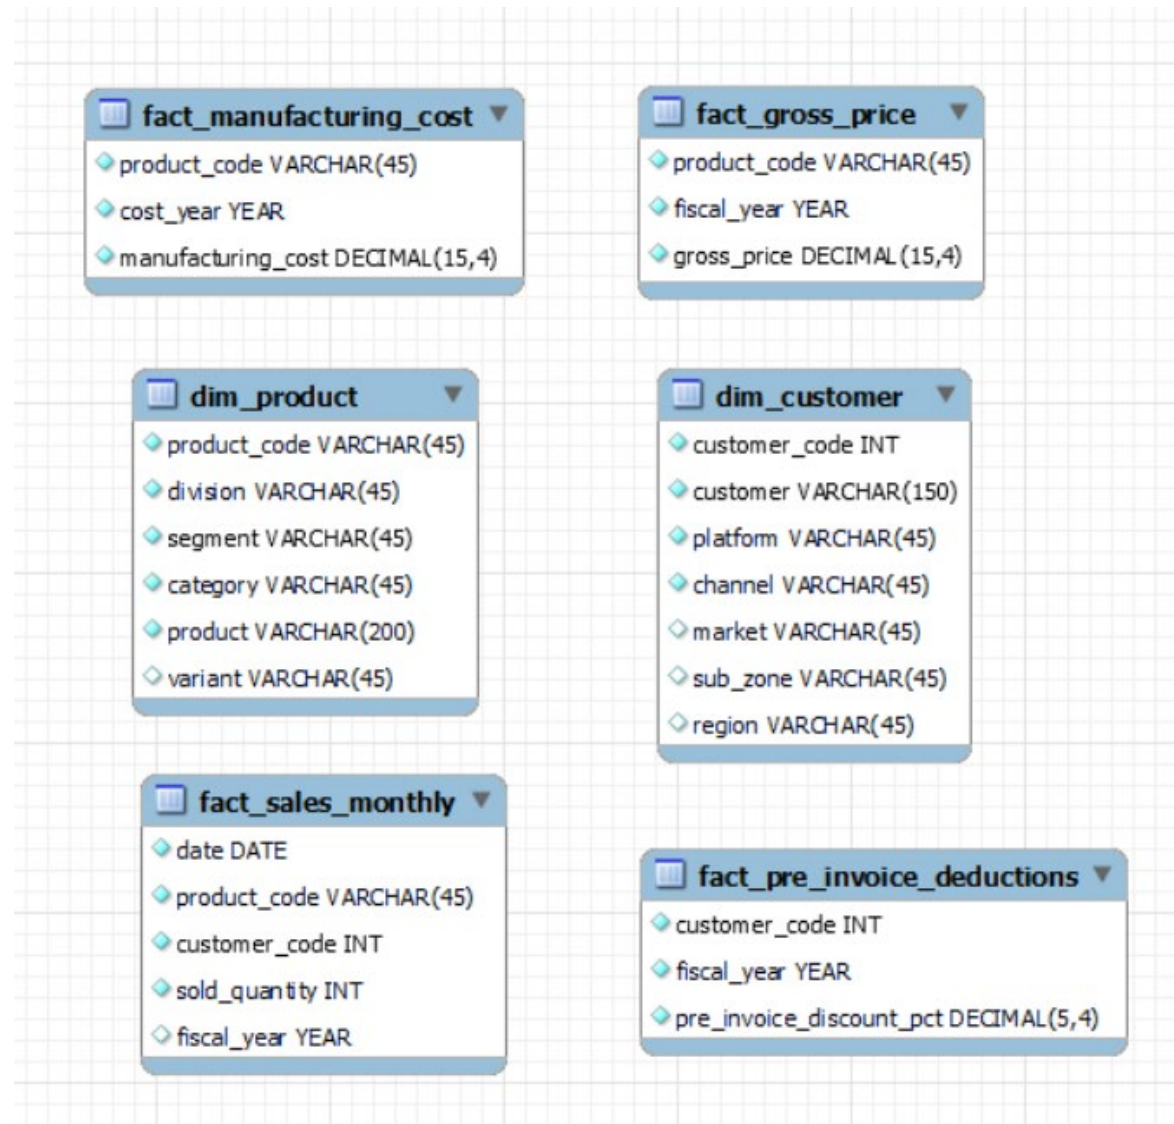 fact_manufacturing_cost
product_code VARCHAR(45)
cost_year YEAR
manufacturing_cost DECIMAL(15,4)
fact_gross_price
product_code VARCHAR(45)
fiscal_year YEAR
gross_price DECIMAL(15,4)
dim_product
product_code VARCHAR(45)
division VARCHAR(45)
segment VARCHAR(45)
category VARCHAR(45)
product VARCHAR(200)
variant VARCHAR(45)
dim_customer
customer_code INT
customer VARCHAR(150)
platform VARCHAR(45)
channel VARCHAR(45)
market VARCHAR(45)
sub_zone VARCHAR(45)
region VARCHAR(45)
fact_sales_monthly
date DATE
product_code VARCHAR(45)
customer_code INT
sold_quantity INT
fiscal_year YEAR
fact_pre_invoice_deductions
customer_code INT
fiscal_year YEAR
pre_invoice_discount_pct DECIMAL(5,4)